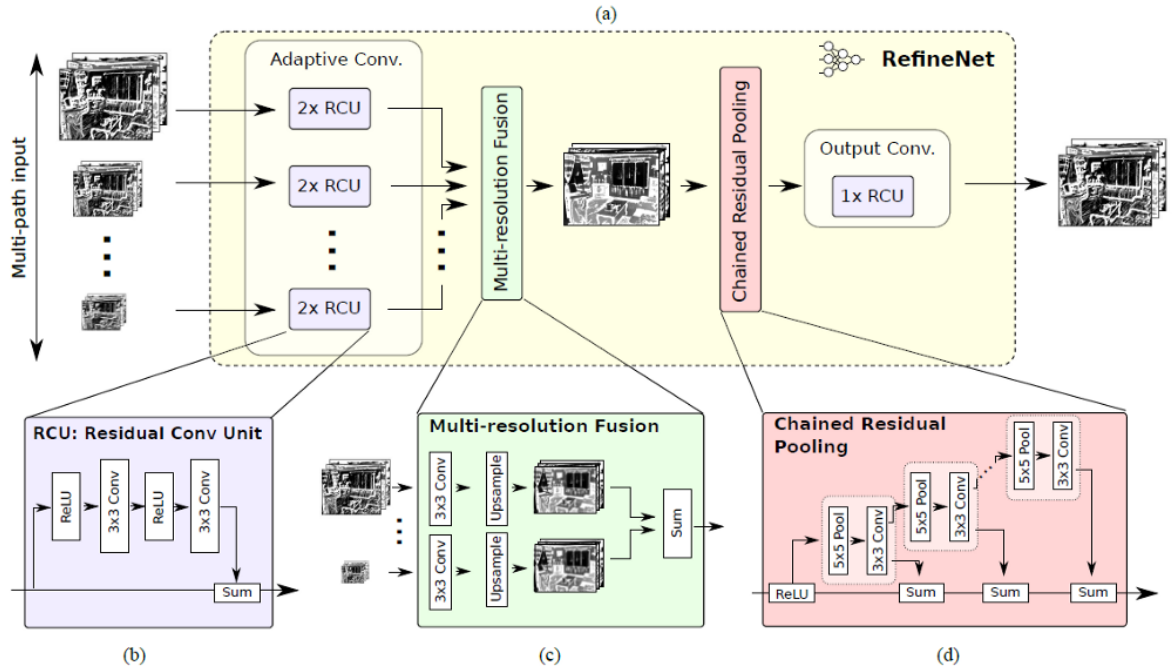 (a)
Multi-path input
Adaptive Conv.
2x RCU
2x RCU
2x RCU
Multi-resolution Fusion
Chained Residual Pooling
RefineNet
Output Conv.
1x RCU
RCU: Residual Conv Unit
ReLU
3x3 Conv
ReLU
3x3 Conv
Sum
Multi-resolution Fusion
3x3 Conv
Upsample
3x3 Conv
Upsample
Sum
Chained Residual
Pooling
ReLU
5x5 Pool
3x3 Conv
5x5 Pool
3x3 Conv
5x5 Pool
3x3 Conv
Sum
Sum
Sum
(b)
(c)
(d)